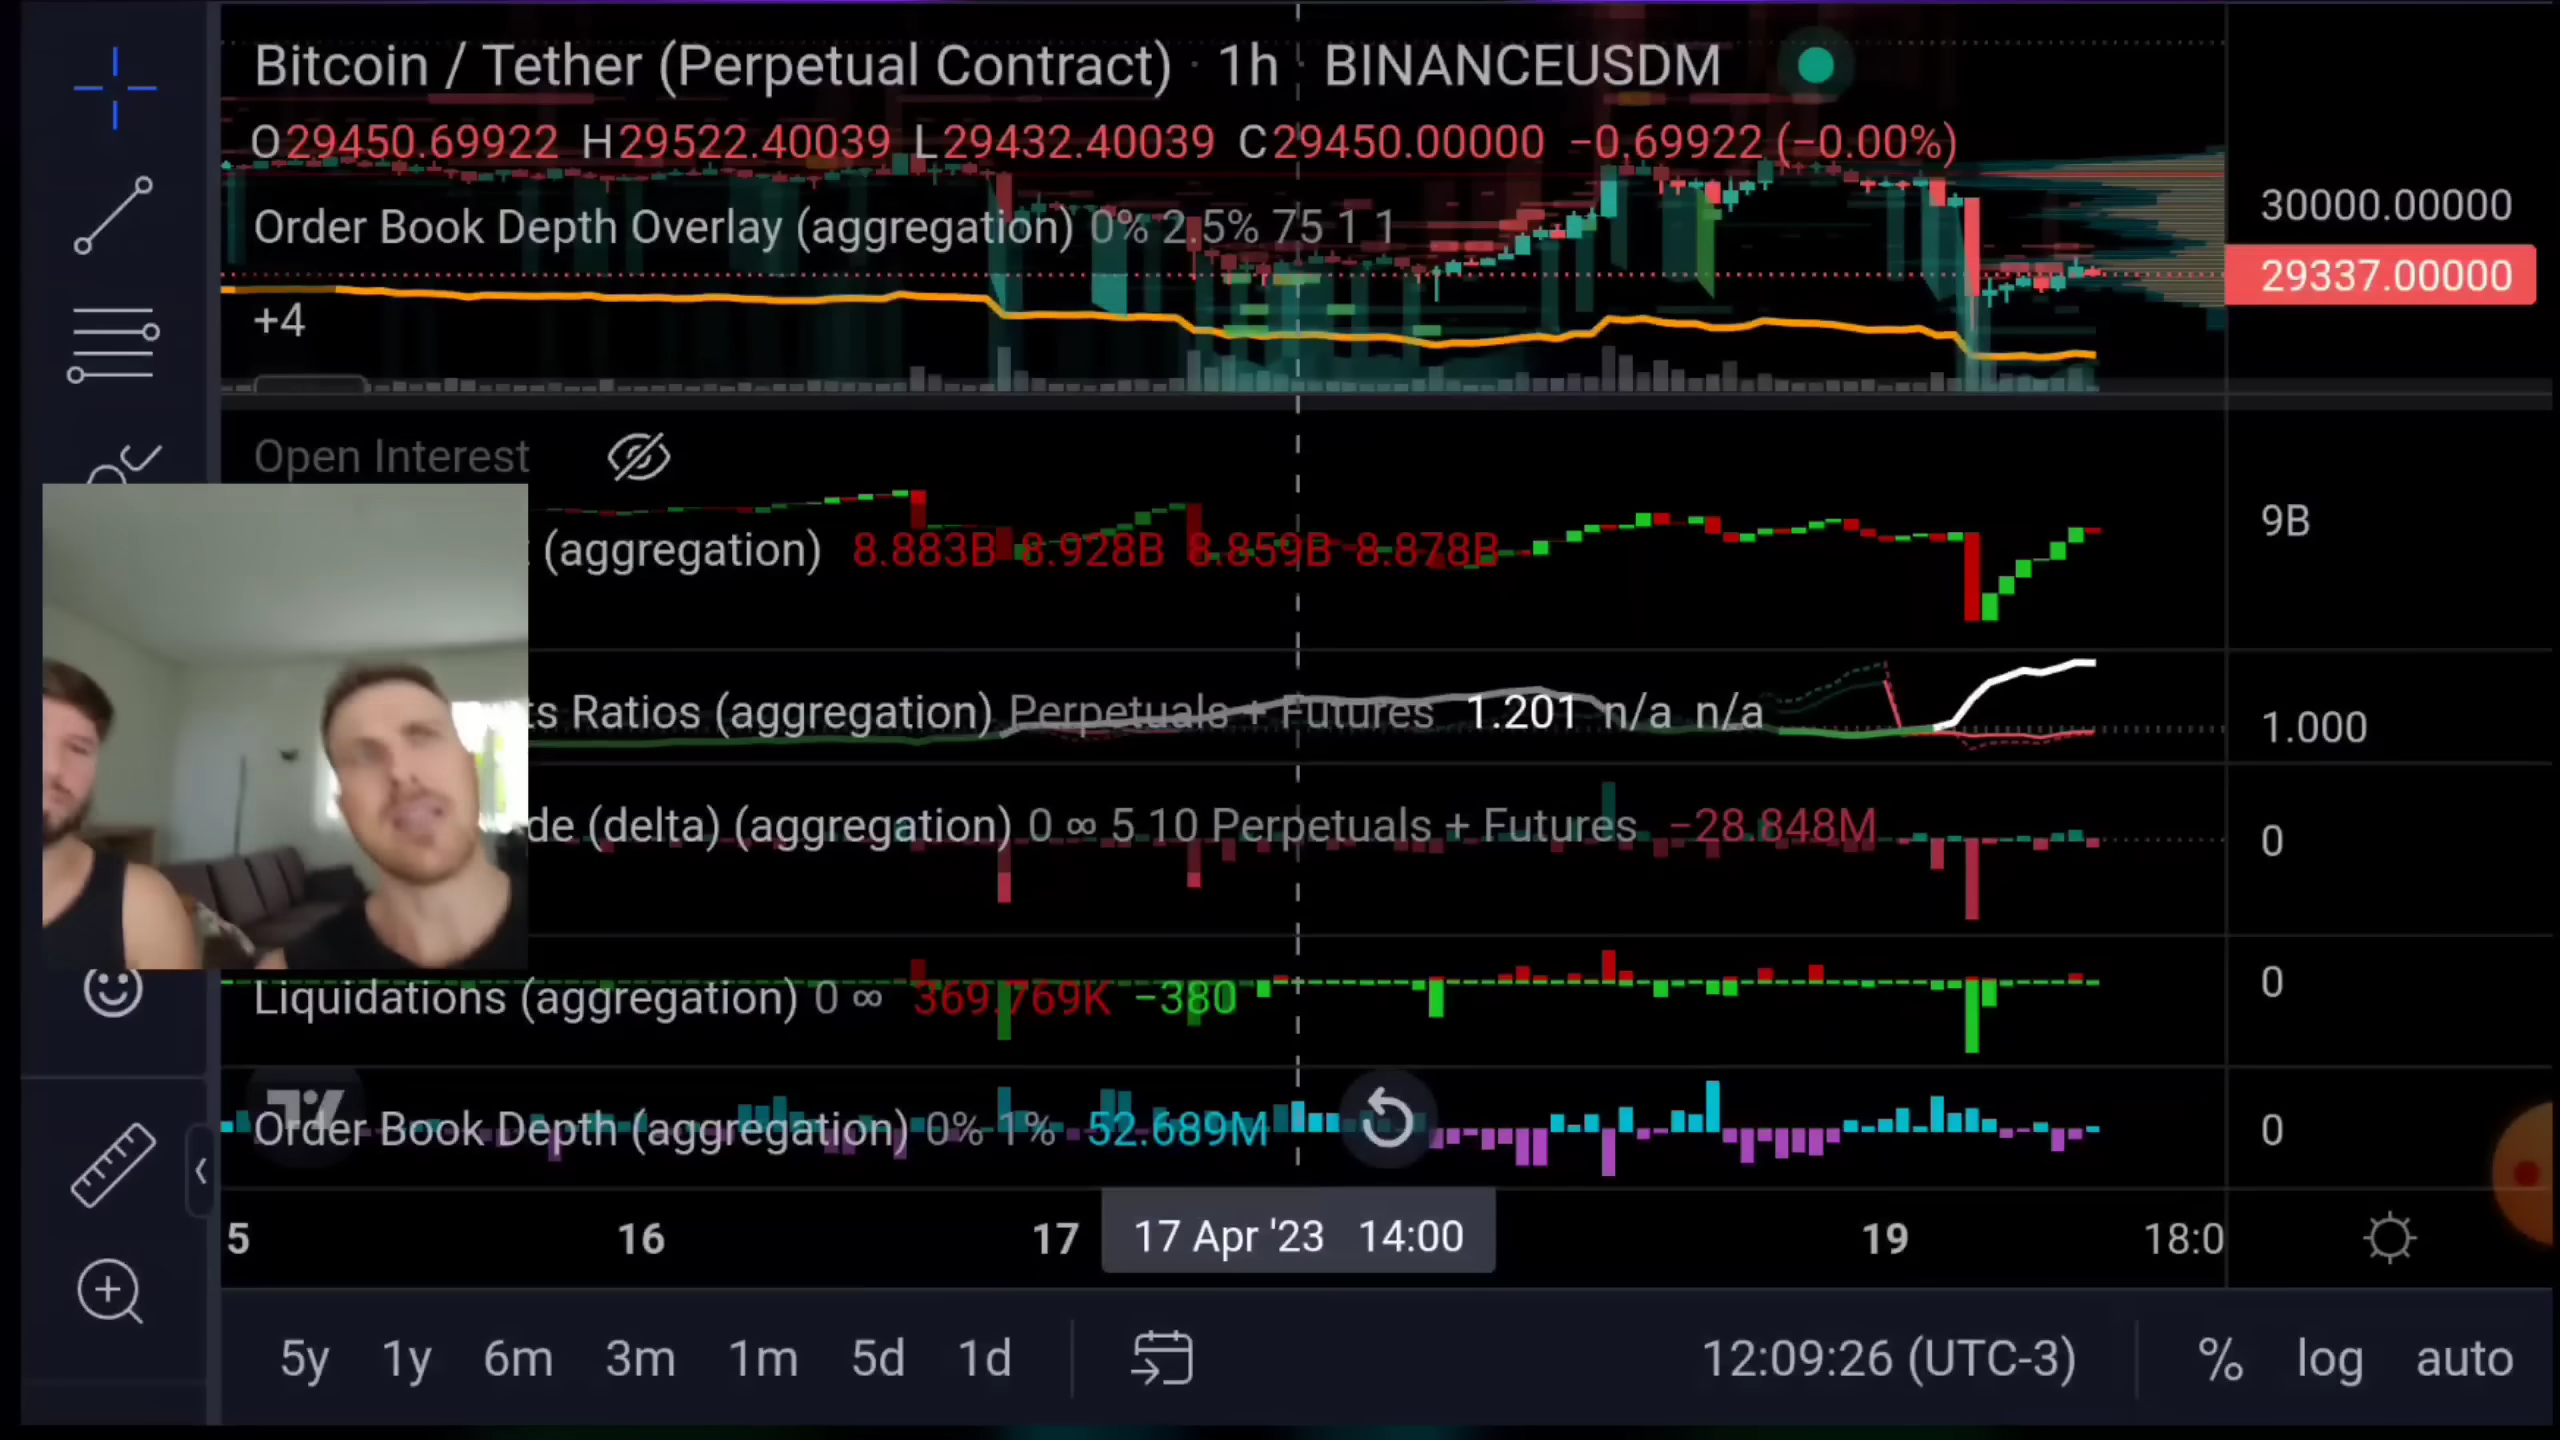 Bitcoin / Tether (Perpetual Contract) · 1h · BINANCEUSDM
O29450.69922 H29522.40039 L29432.40039 C29450.00000 −0.69922 (−0.00%)
Order Book Depth Overlay (aggregation) 0% 2.5% 75 1 1
30000.00000
29337.00000
+4
Open Interest
9B
(aggregation) 8.883B 8.928B 8.859B 8.878B
ts Ratios (aggregation) Perpetuals + Futures 1.201 n/a n/a
1.000
de (delta) (aggregation) 0 ∞ 5 10 Perpetuals + Futures −28.848M
0
Liquidations (aggregation) 0 ∞ 369.769K −380
0
Order Book Depth (aggregation) 0% 1% 52.689M
0
5 16 17 17 Apr '23 14:00 19 18:0
5y 1y 6m 3m 1m 5d 1d 12:09:26 (UTC-3) % log auto